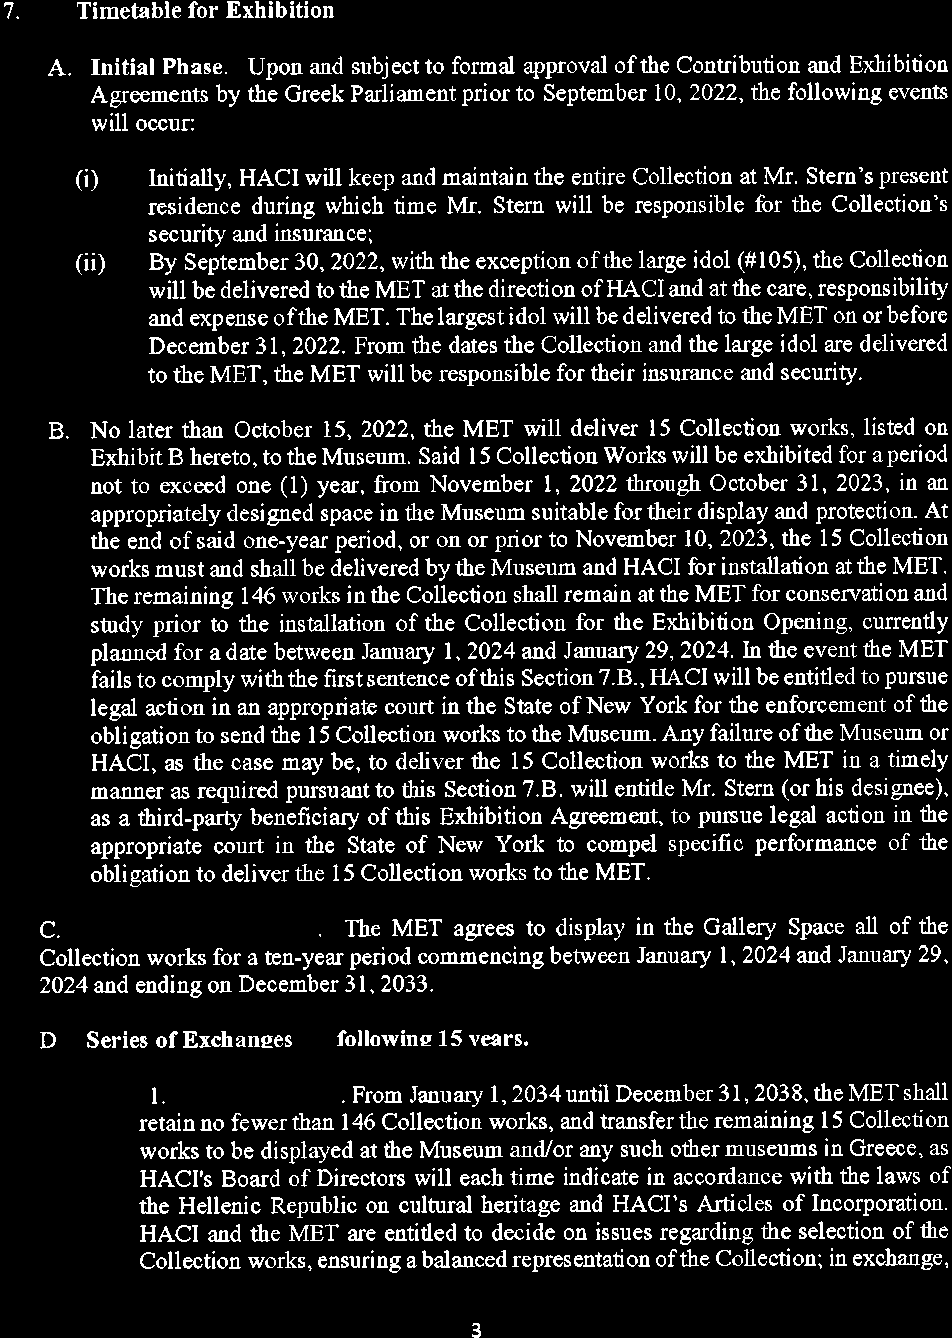 7. Timetable for Exhibition
A. Initial Phase. Upon and subject to formal approval of the Contribution and Exhibition
Agreements by the Greek Parliament prior to September 10, 2022, the following events
will occur:
(i) Initially, HACI will keep and maintain the entire Collection at Mr. Stern's present
residence during which time Mr. Stern will be responsible for the Collection's
security and insurance;
(ii) By September 30, 2022, with the exception of the large idol (#105), the Collection
will be delivered to the MET at the direction of HACI and at the care, responsibility
and expense of the MET. The largest idol will be delivered to the MET on or before
December 31, 2022. From the dates the Collection and the large idol are delivered
to the MET, the MET will be responsible for their insurance and security.
B. No later than October 15, 2022, the MET will deliver 15 Collection works, listed on
Exhibit B hereto, to the Museum. Said 15 Collection Works will be exhibited for a period
not to exceed one (1) year, from November 1, 2022 through October 31, 2023, in an
appropriately designed space in the Museum suitable for their display and protection. At
the end of said one-year period, or on or prior to November 10, 2023, the 15 Collection
works must and shall be delivered by the Museum and HACI for installation at the MET.
The remaining 146 works in the Collection shall remain at the MET for conservation and
study prior to the installation of the Collection for the Exhibition Opening, currently
planned for a date between January 1, 2024 and January 29, 2024. In the event the MET
fails to comply with the first sentence of this Section 7.B., HACI will be entitled to pursue
legal action in an appropriate court in the State of New York for the enforcement of the
obligation to send the 15 Collection works to the Museum. Any failure of the Museum or
HACI, as the case may be, to deliver the 15 Collection works to the MET in a timely
manner as required pursuant to this Section 7.B. will entitle Mr. Stern (or his designee),
as a third-party beneficiary of this Exhibition Agreement, to pursue legal action in the
appropriate court in the State of New York to compel specific performance of the
obligation to deliver the 15 Collection works to the MET.
C. . The MET agrees to display in the Gallery Space all of the
Collection works for a ten-year period commencing between January 1, 2024 and January 29,
2024 and ending on December 31, 2033.
D Series of Exchanges following 15 years.
1. . From January 1, 2034 until December 31, 2038, the MET shall
retain no fewer than 146 Collection works, and transfer the remaining 15 Collection
works to be displayed at the Museum and/or any such other museums in Greece, as
HACI's Board of Directors will each time indicate in accordance with the laws of
the Hellenic Republic on cultural heritage and HACI's Articles of Incorporation.
HACI and the MET are entitled to decide on issues regarding the selection of the
Collection works, ensuring a balanced representation of the Collection; in exchange,
3